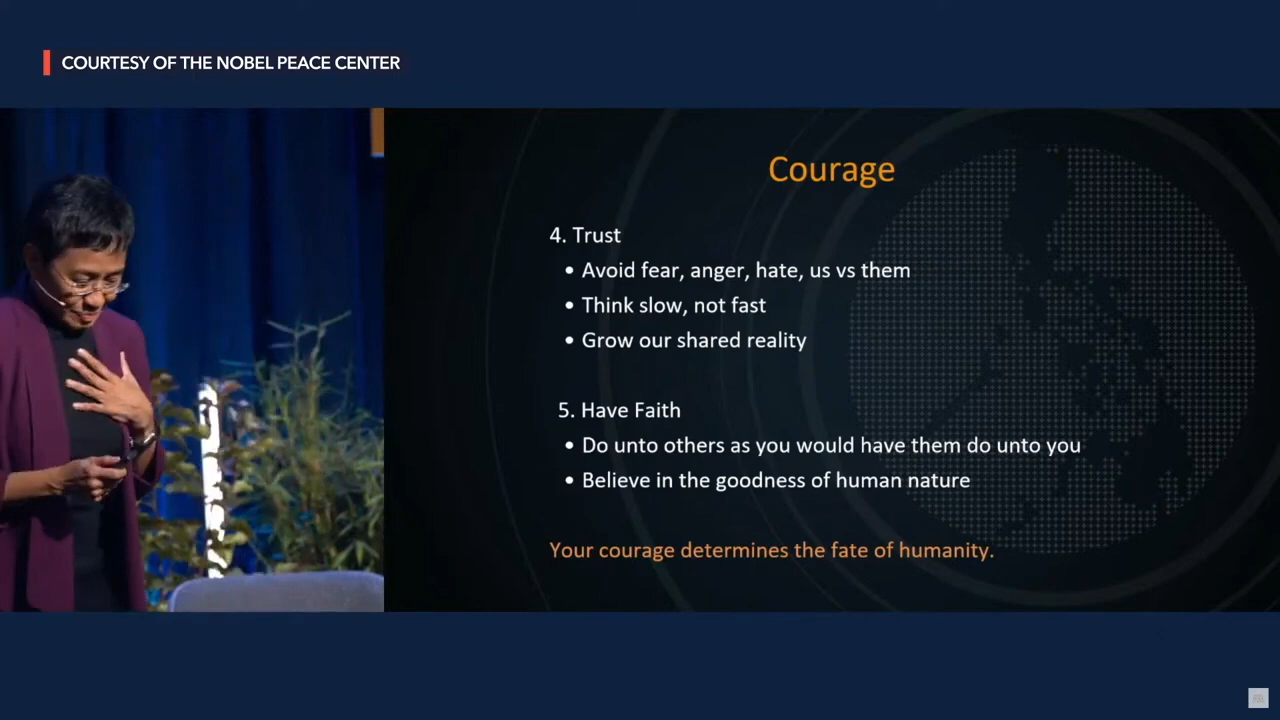 COURTESY OF THE NOBEL PEACE CENTER
Courage
4. Trust
• Avoid fear, anger, hate, us vs them
• Think slow, not fast
• Grow our shared reality
5. Have Faith
• Do unto others as you would have them do unto you
• Believe in the goodness of human nature
Your courage determines the fate of humanity.